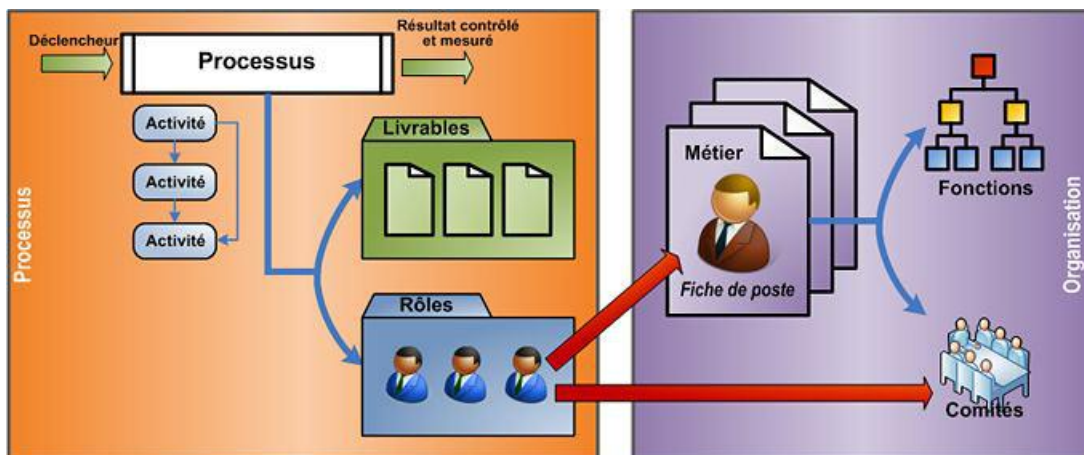 Déclencheur
Processus
Résultat contrôlé
et mesuré
Activité
Activité
Activité
Livrables
Rôles
Processus
Métier
Fiche de poste
Fonctions
Comités
Organisation